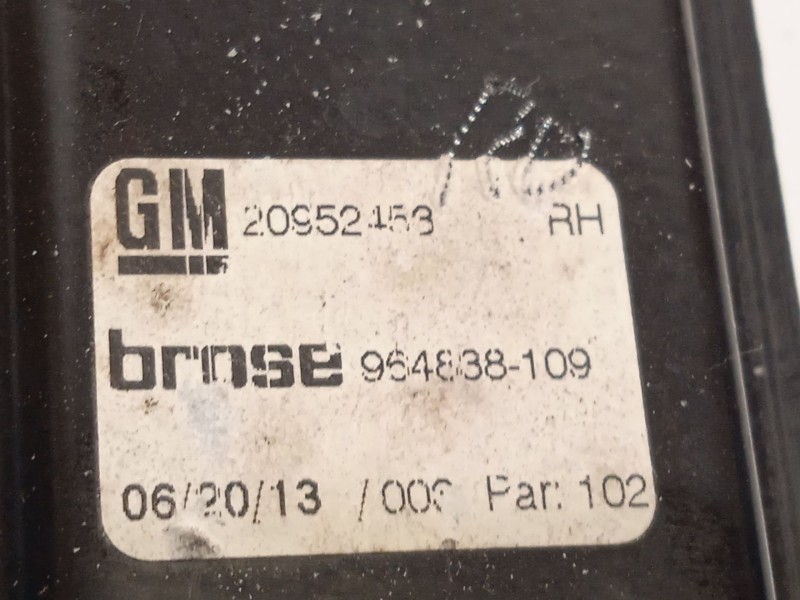 GM 20952453 RH
brose 964838-109
06/20/13 Par: 102